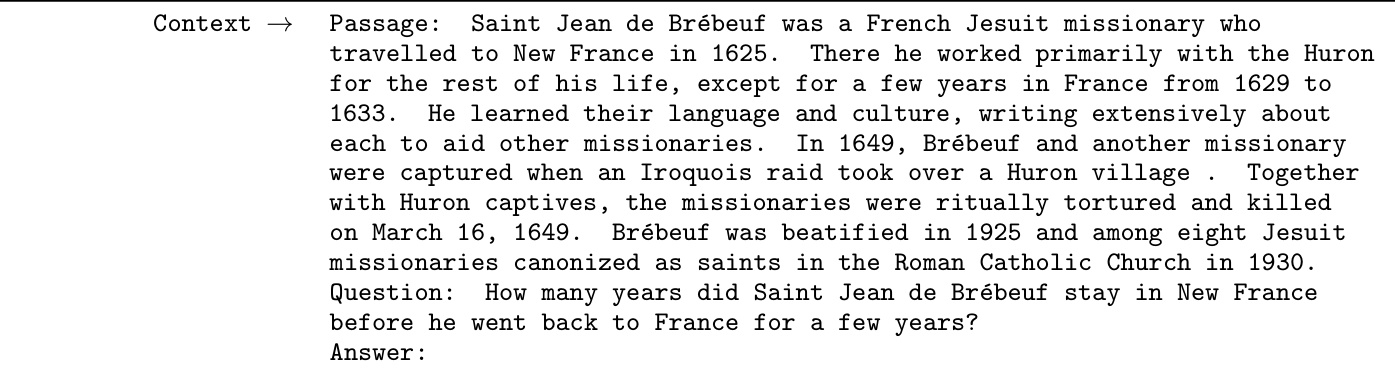 Context → Passage: Saint Jean de Brébeuf was a French Jesuit missionary who
travelled to New France in 1625. There he worked primarily with the Huron
for the rest of his life, except for a few years in France from 1629 to
1633. He learned their language and culture, writing extensively about
each to aid other missionaries. In 1649, Brébeuf and another missionary
were captured when an Iroquois raid took over a Huron village . Together
with Huron captives, the missionaries were ritually tortured and killed
on March 16, 1649. Brébeuf was beatified in 1925 and among eight Jesuit
missionaries canonized as saints in the Roman Catholic Church in 1930.
Question: How many years did Saint Jean de Brébeuf stay in New France
before he went back to France for a few years?
Answer: